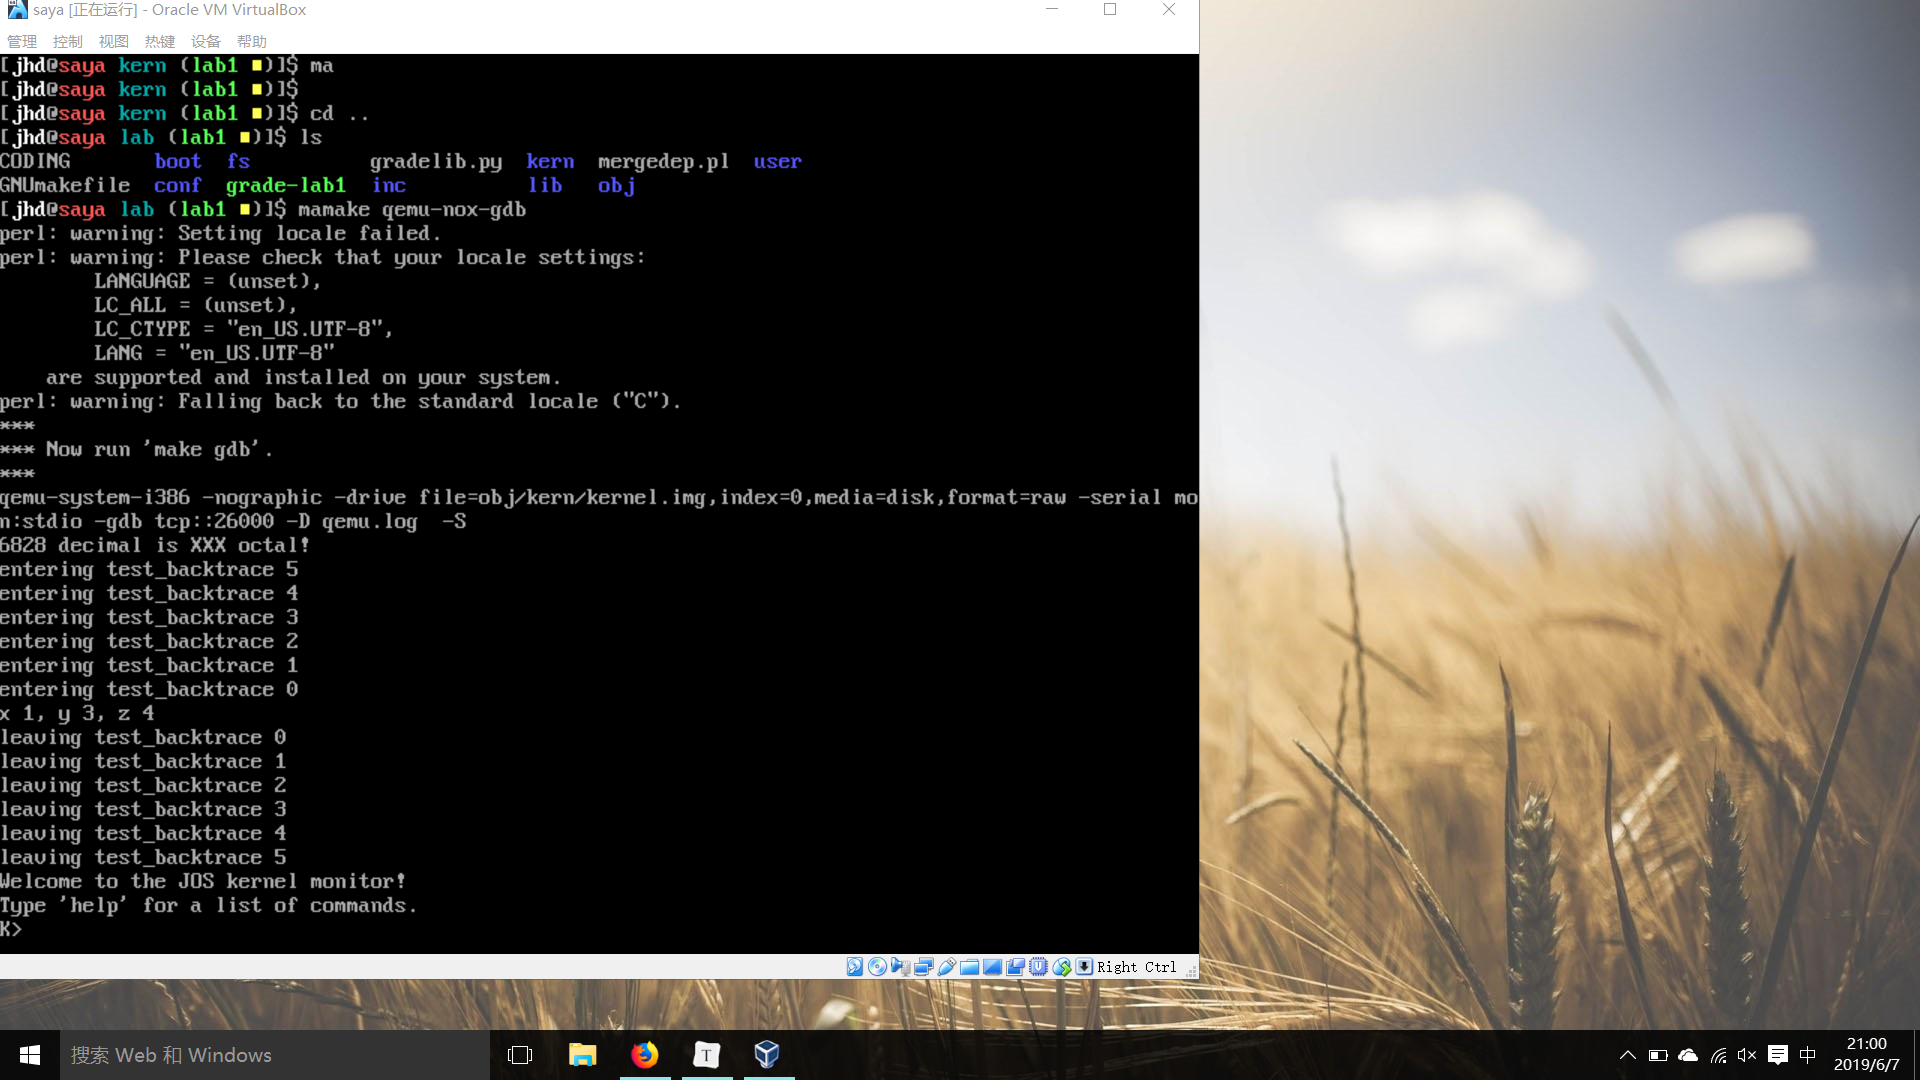 saya [正在运行] - Oracle VM VirtualBox
管理 控制 视图 热键 设备 帮助
[jhd@saya kern (lab1 ■)]$ ma
[jhd@saya kern (lab1 ■)]$
[jhd@saya kern (lab1 ■)]$ cd ..
[jhd@saya lab (lab1 ■)]$ ls
CODING boot fs gradelib.py kern mergedep.pl user
GNUmakefile conf grade-lab1 inc lib obj
[jhd@saya lab (lab1 ■)]$ mamake qemu-nox-gdb
perl: warning: Setting locale failed.
perl: warning: Please check that your locale settings:
LANGUAGE = (unset),
LC_ALL = (unset),
LC_CTYPE = "en_US.UTF-8",
LANG = "en_US.UTF-8"
are supported and installed on your system.
perl: warning: Falling back to the standard locale ("C").
***
*** Now run 'make gdb'.
***
qemu-system-i386 -nographic -drive file=obj/kern/kernel.img,index=0,media=disk,format=raw -serial mo
n:stdio -gdb tcp::26000 -D qemu.log -S
6828 decimal is XXX octal!
entering test_backtrace 5
entering test_backtrace 4
entering test_backtrace 3
entering test_backtrace 2
entering test_backtrace 1
entering test_backtrace 0
x 1, y 3, z 4
leaving test_backtrace 0
leaving test_backtrace 1
leaving test_backtrace 2
leaving test_backtrace 3
leaving test_backtrace 4
leaving test_backtrace 5
Welcome to the JOS kernel monitor!
Type 'help' for a list of commands.
K>
Right Ctrl
搜索 Web 和 Windows
T
中
21:00
2019/6/7